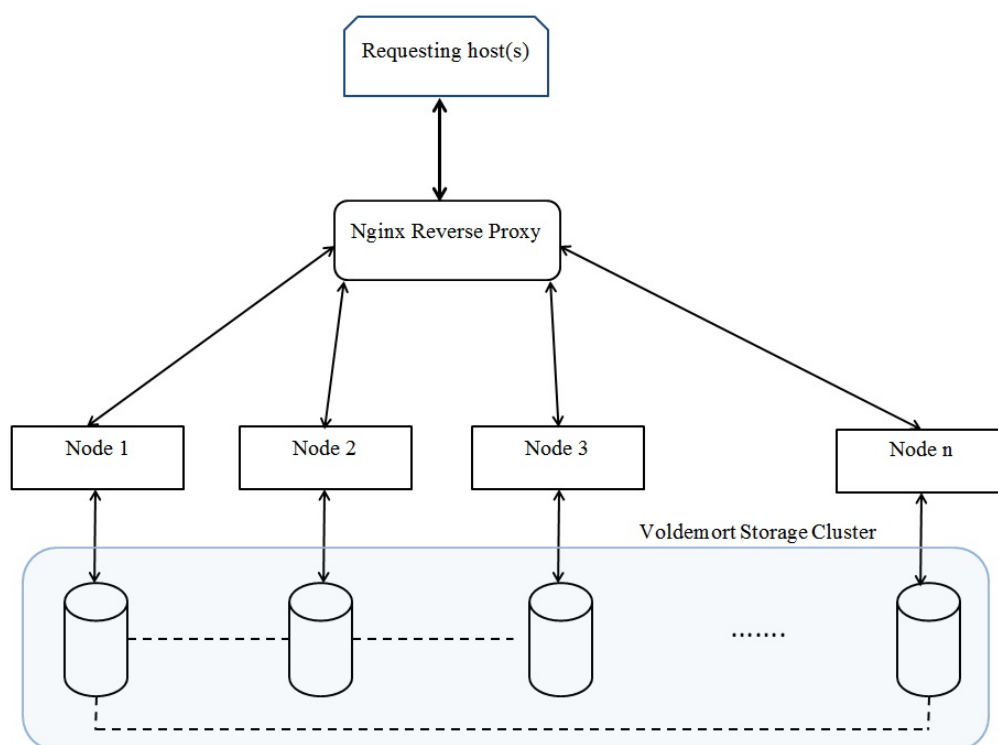 Requesting host(s)
Nginx Reverse Proxy
Node 1
Node 2
Node 3
Node n
Voldemort Storage Cluster
.......